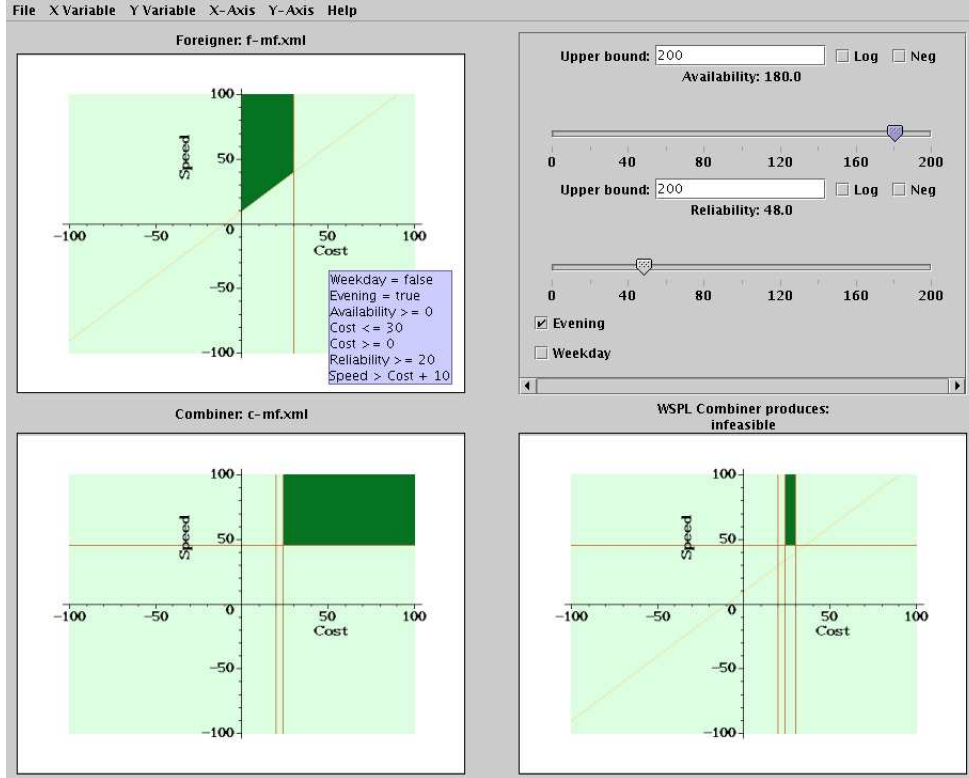 File X Variable Y Variable X-Axis Y-Axis Help
Foreigner: f-mf.xml
100
50
0
-50
-100
-100 -50 50 100
Speed
Cost
Weekday = false
Evening = true
Availability >= 0
Cost <= 30
Cost >= 0
Reliability >= 20
Speed > Cost + 10
Upper bound: 200 Log Neg
Availability: 180.0
0 40 80 120 160 200
Upper bound: 200 Log Neg
Reliability: 48.0
0 40 80 120 160 200
Evening
Weekday
Combiner: c-mf.xml
100
50
0
-50
-100
-100 -50 50 100
Speed
Cost
WSPL Combiner produces:
infeasible
100
50
0
-50
-100
-100 -50 50 100
Speed
Cost